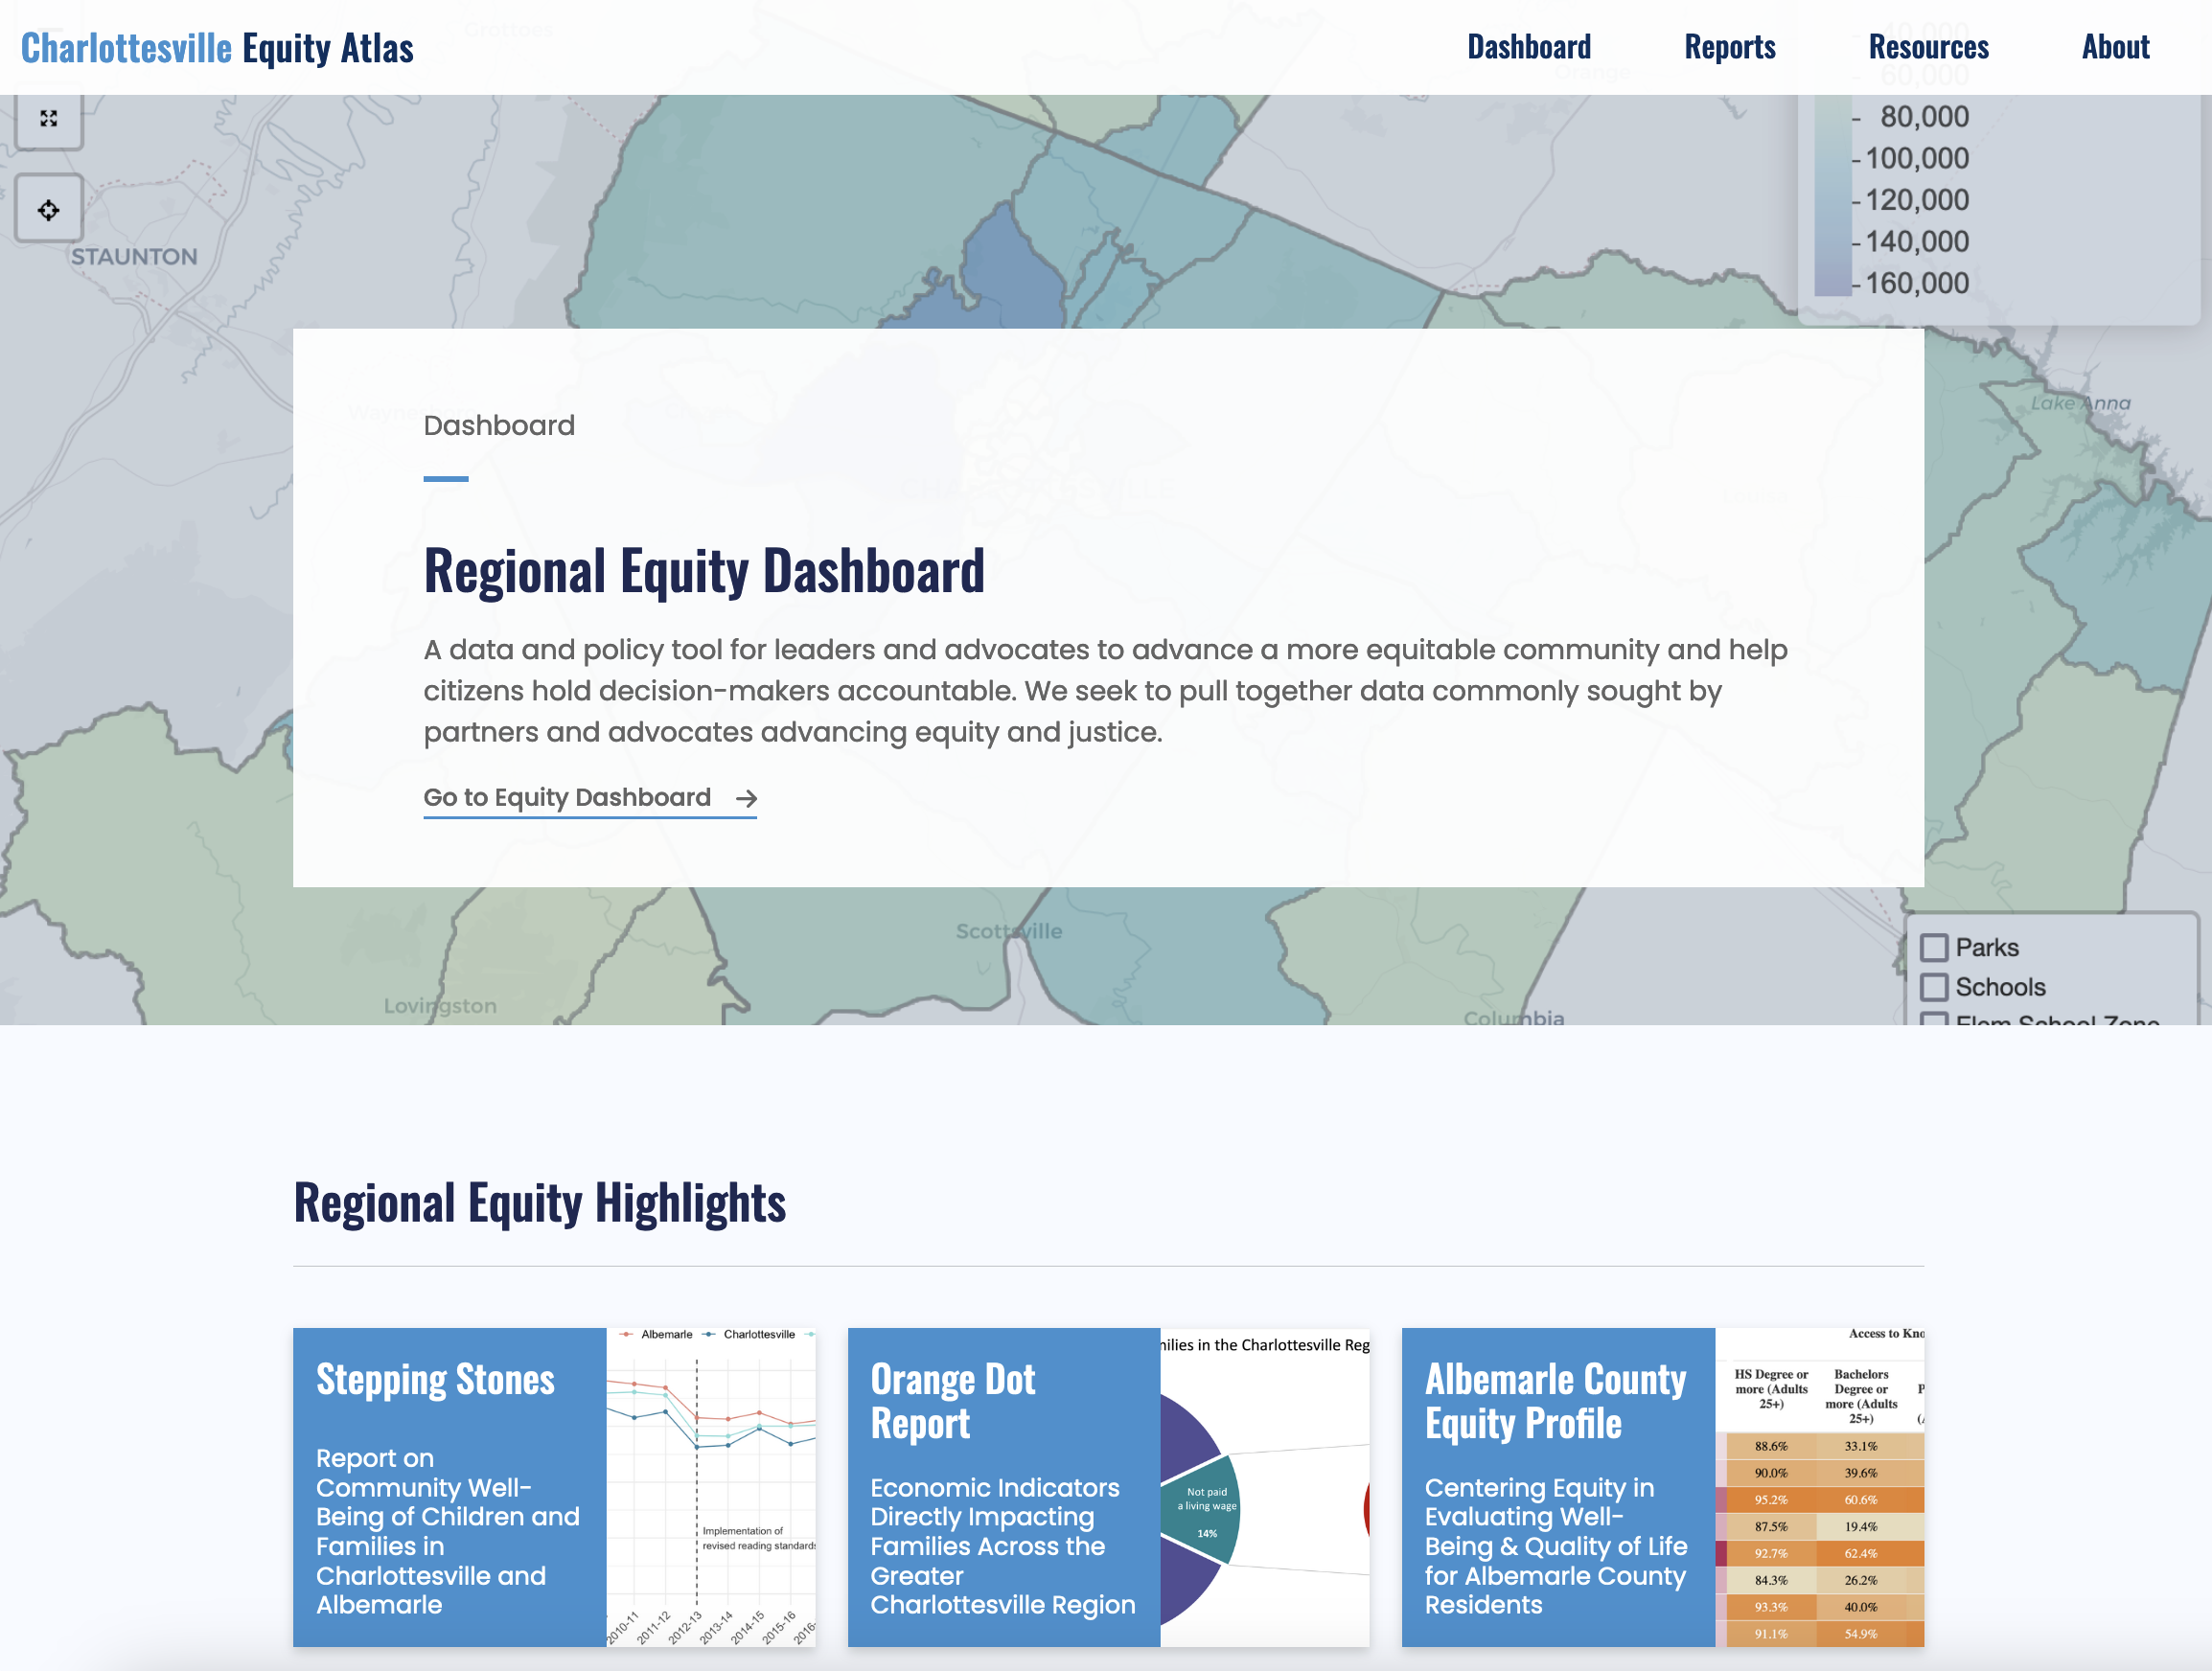 Charlottesville Equity Atlas
Dashboard
Reports
Resources
About
Grottoes
Orange
40,000
60,000
80,000
100,000
120,000
140,000
160,000
STAUNTON
Lake Anna
Dashboard
Regional Equity Dashboard
A data and policy tool for leaders and advocates to advance a more equitable community and help
citizens hold decision-makers accountable. We seek to pull together data commonly sought by
partners and advocates advancing equity and justice.
Go to Equity Dashboard →
Scottsville
Lovingston
Columbia
Parks
Schools
Elem School Zone
Regional Equity Highlights
Stepping Stones
Report on
Community Well-
Being of Children and
Families in
Charlottesville and
Albemarle
Albemarle
Charlottesville
Implementation of
revised reading standards
2010-11
2011-12
2012-13
2013-14
2014-15
2015-16
2016-
Orange Dot
Report
Economic Indicators
Directly Impacting
Families Across the
Greater
Charlottesville Region
milies in the Charlottesville Reg
Not paid
a living wage
14%
Albemarle County
Equity Profile
Centering Equity in
Evaluating Well-
Being & Quality of Life
for Albemarle County
Residents
Access to Kno
HS Degree or
more (Adults
25+)
Bachelors
Degree or
more (Adults
25+)
88.6% 33.1%
90.0% 39.6%
95.2% 60.6%
87.5% 19.4%
92.7% 62.4%
84.3% 26.2%
93.3% 40.0%
91.1% 54.9%